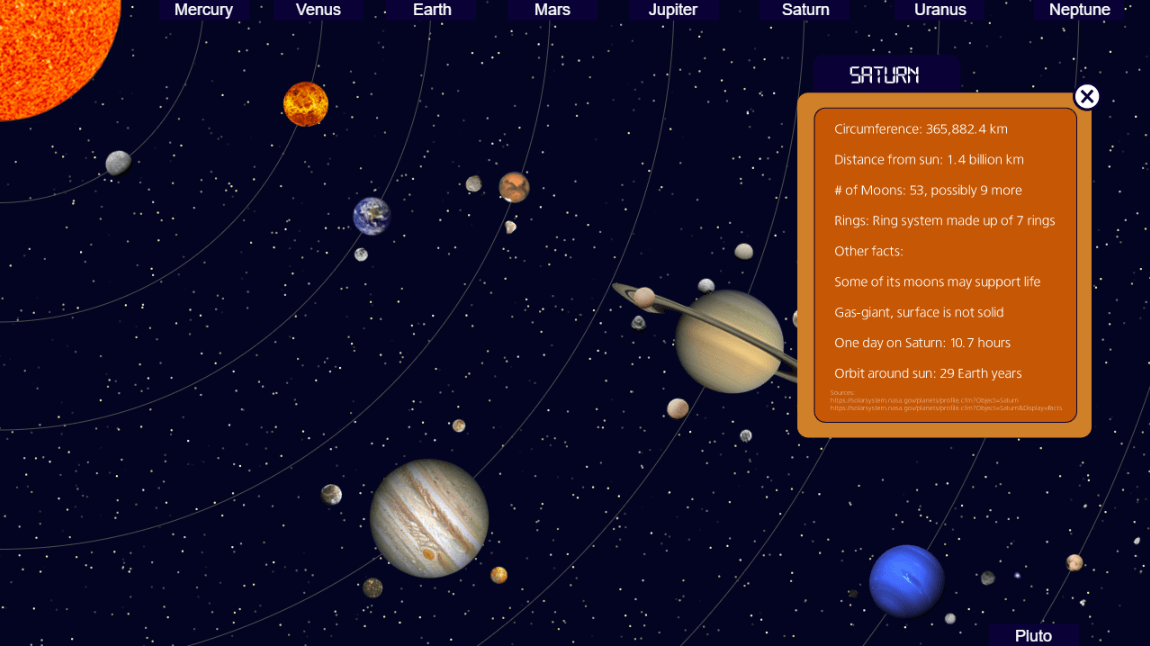 Mercury
Venus
Earth
Mars
Jupiter
Saturn
Uranus
Neptune
SATURN
Circumference: 365,882.4 km
Distance from sun: 1.4 billion km
# of Moons: 53, possibly 9 more
Rings: Ring system made up of 7 rings
Other facts:
Some of its moons may support life
Gas-giant, surface is not solid
One day on Saturn: 10.7 hours
Orbit around sun: 29 Earth years
Sources:
https://solarsystem.nasa.gov/planets/profile.cfm?Object=Saturn
https://solarsystem.nasa.gov/planets/profile.cfm?Object=Saturn&Display=Facts
Pluto